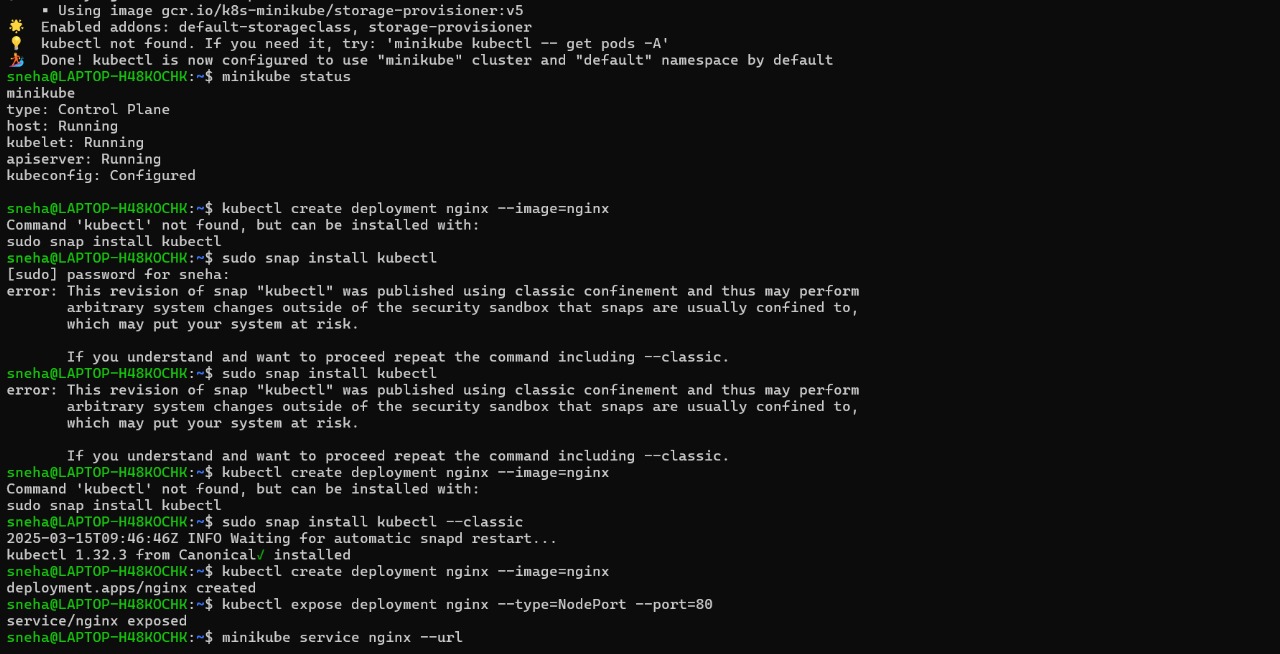 ▪ Using image gcr.io/k8s-minikube/storage-provisioner:v5
🌟  Enabled addons: default-storageclass, storage-provisioner
💡  kubectl not found. If you need it, try: 'minikube kubectl -- get pods -A'
🏄  Done! kubectl is now configured to use "minikube" cluster and "default" namespace by default
sneha@LAPTOP-H48KOCHK:~$ minikube status
minikube
type: Control Plane
host: Running
kubelet: Running
apiserver: Running
kubeconfig: Configured

sneha@LAPTOP-H48KOCHK:~$ kubectl create deployment nginx --image=nginx
Command 'kubectl' not found, but can be installed with:
sudo snap install kubectl
sneha@LAPTOP-H48KOCHK:~$ sudo snap install kubectl
[sudo] password for sneha:
error: This revision of snap "kubectl" was published using classic confinement and thus may perform
       arbitrary system changes outside of the security sandbox that snaps are usually confined to,
       which may put your system at risk.

       If you understand and want to proceed repeat the command including --classic.
sneha@LAPTOP-H48KOCHK:~$ sudo snap install kubectl
error: This revision of snap "kubectl" was published using classic confinement and thus may perform
       arbitrary system changes outside of the security sandbox that snaps are usually confined to,
       which may put your system at risk.

       If you understand and want to proceed repeat the command including --classic.
sneha@LAPTOP-H48KOCHK:~$ kubectl create deployment nginx --image=nginx
Command 'kubectl' not found, but can be installed with:
sudo snap install kubectl
sneha@LAPTOP-H48KOCHK:~$ sudo snap install kubectl --classic
2025-03-15T09:46:46Z INFO Waiting for automatic snapd restart...
kubectl 1.32.3 from Canonical✓ installed
sneha@LAPTOP-H48KOCHK:~$ kubectl create deployment nginx --image=nginx
deployment.apps/nginx created
sneha@LAPTOP-H48KOCHK:~$ kubectl expose deployment nginx --type=NodePort --port=80
service/nginx exposed
sneha@LAPTOP-H48KOCHK:~$ minikube service nginx --url